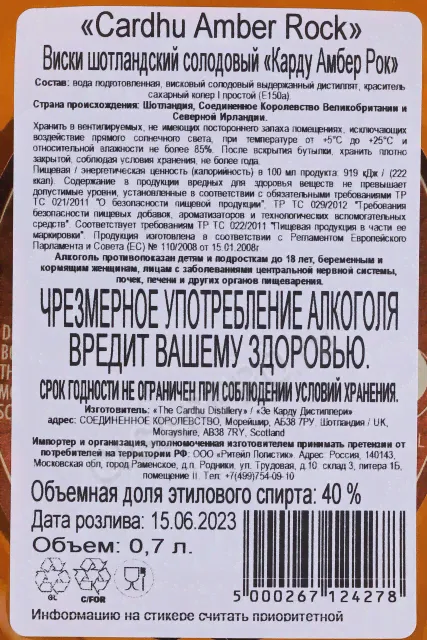 «Cardhu Amber Rock»
Виски шотландский солодовый «Карду Амбер Рок»
Состав: вода подготовленная, висковый солодовый выдержанный дистиллят, краситель
сахарный колер I простой (Е150а)
Страна происхождения: Шотландия, Соединенное Королевство Великобритании и
Северной Ирландии.
Хранить в вентилируемых, не имеющих постороннего запаха помещениях, исключающих
воздействие прямого солнечного света, при температуре от +5°С до +25°С и
относительной влажности не более 85%. После вскрытия бутылки, хранить плотно
закрытой, соблюдая условия хранения, не более года.
Пищевая / энергетическая ценность (калорийность) в 100 мл продукта: 919 кДж / (222
ккал). Содержание в продукции вредных для здоровья веществ не превышает
допустимые уровни, установленные в соответствии с обязательными требованиями ТР
ТС 021/2011 "О безопасности пищевой продукции", ТР ТС 029/2012 "Требования
безопасности пищевых добавок, ароматизаторов и технологических вспомогательных
средств" Соответствует требованиям ТР ТС 022/2011 "Пищевая продукция в части ее
маркировки". Продукция изготовлена в соответствии с Регламентом Европейского
Парламента и Совета (ЕС) № 110/2008 от 15.01.2008г.
Алкоголь противопоказан детям и подросткам до 18 лет, беременным и
кормящим женщинам, лицам с заболеваниями центральной нервной системы,
почек, печени и других органов пищеварения.
ЧРЕЗМЕРНОЕ УПОТРЕБЛЕНИЕ АЛКОГОЛЯ
ВРЕДИТ ВАШЕМУ ЗДОРОВЬЮ.
СРОК ГОДНОСТИ НЕ ОГРАНИЧЕН ПРИ СОБЛЮДЕНИИ УСЛОВИЙ ХРАНЕНИЯ.
Изготовитель: «The Cardhu Distillery» / «Зе Карду Дистиллери»
адрес: СОЕДИНЕННОЕ КОРОЛЕВСТВО, Морейшир, АБ38 7РУ, Шотландия / UK,
Morayshire, AB38 7RY, Scotland
Импортер и организация, уполномоченная изготовителем принимать претензии от
потребителей на территории РФ: ООО «Ритейл Логистик». Адрес: Россия, 140143,
Московская обл, город Раменское, д.п. Родники, ул. Трудовая, д.10, склад 3, литера 1Б,
помещение II. Тел: +7(499)754-09-10
Объемная доля этилового спирта: 40 %
Дата розлива: 15.06.2023
Объем: 0,7 л.
GL C/FOR
5 000267 124278
Информацию на стикере считать приоритетной